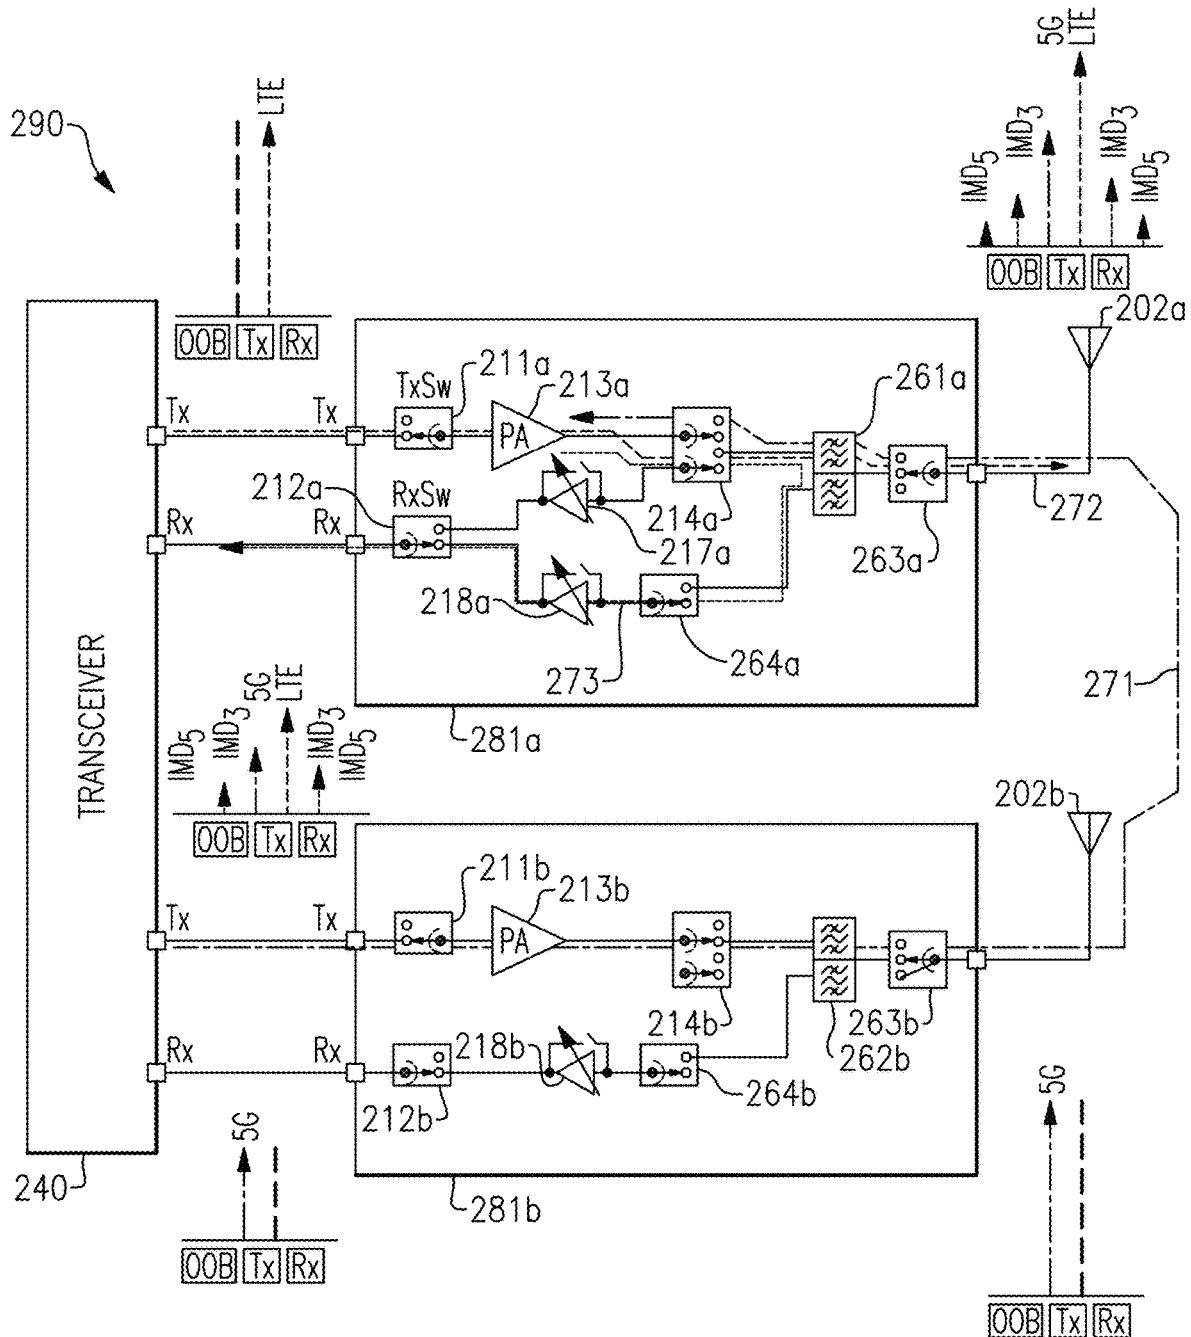 5G
LTE
IMD3
IMD3
IMD5
IMD5
OOB Tx Rx
290
LTE
OOB Tx Rx
202a
TxSw
211a
213a
261a
Tx
Tx
PA
212a
RxSw
Rx
Rx
214a
217a
263a
272
218a
264a
273
271
281a
TRANSCEIVER
5G
LTE
IMD5
IMD3
IMD3
IMD5
OOB Tx Rx
202b
211b
213b
Tx
Tx
PA
214b
263b
262b
Rx
Rx
218b
264b
212b
240
5G
OOB Tx Rx
281b
5G
OOB Tx Rx